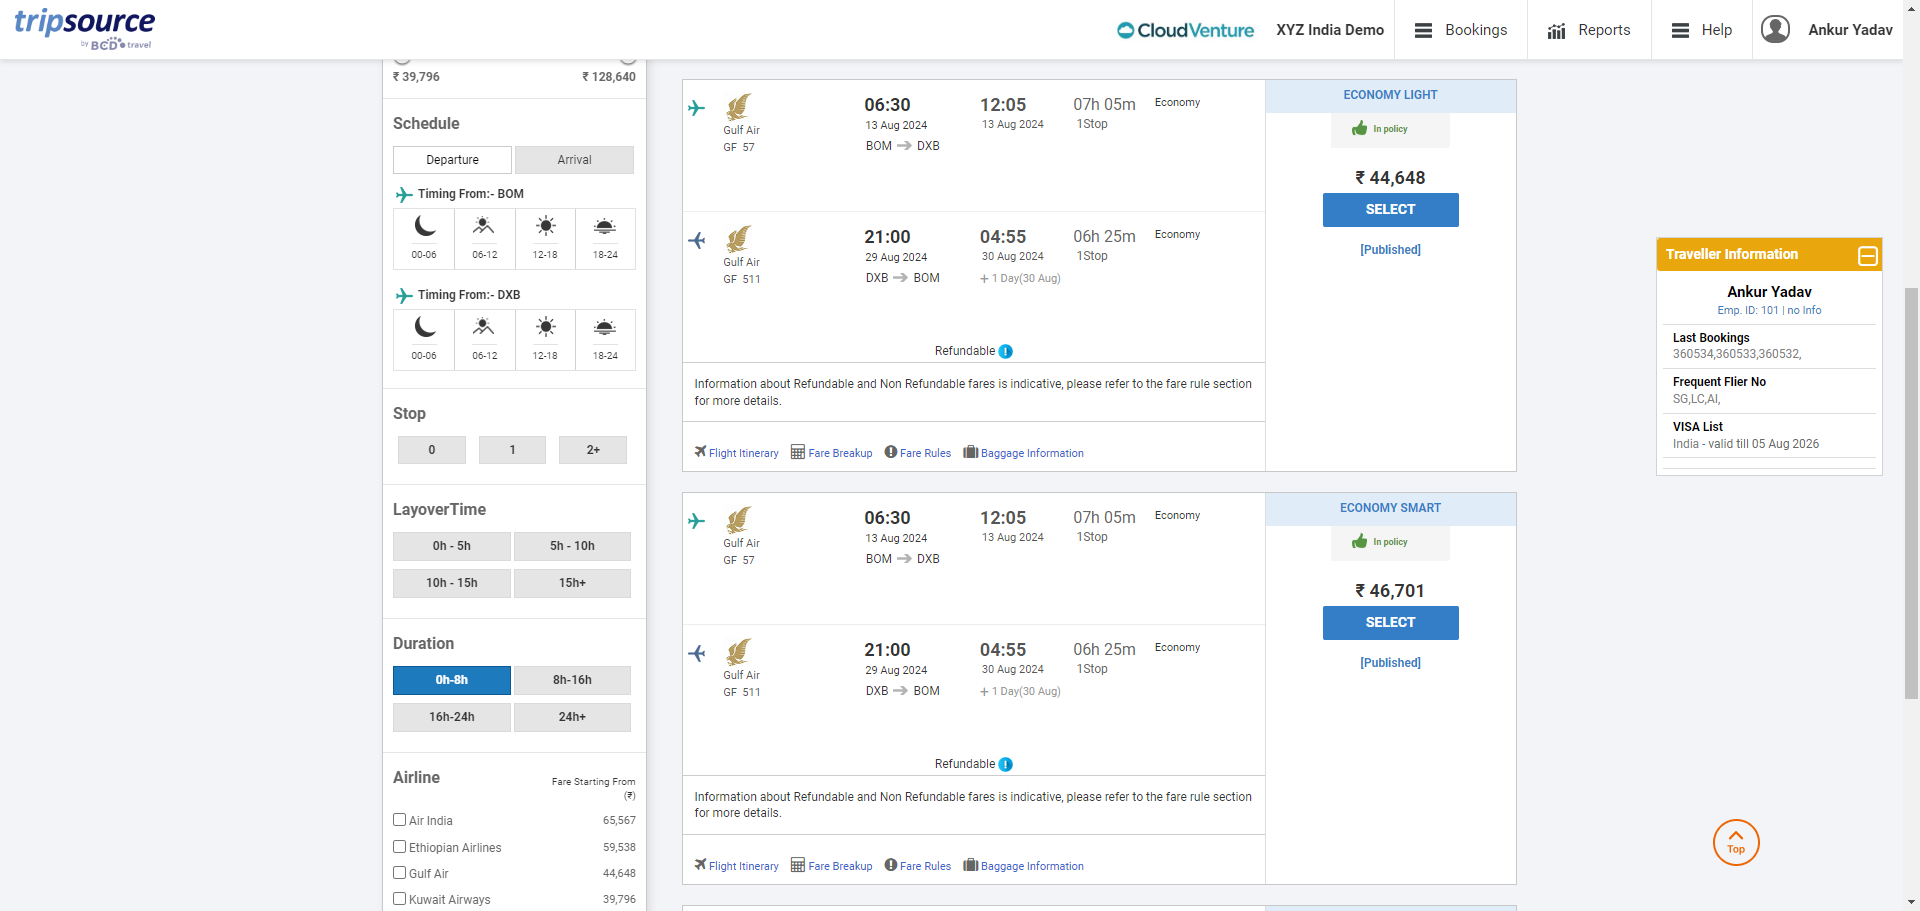 tripsource
by BCD travel
CloudVenture
XYZ India Demo
Bookings
Reports
Help
Ankur Yadav
₹ 39,796 ₹ 128,640
Schedule
Departure Arrival
Timing From:- BOM
00-06 06-12 12-18 18-24
Timing From:- DXB
00-06 06-12 12-18 18-24
Stop
0 1 2+
LayoverTime
0h - 5h 5h - 10h
10h - 15h 15h+
Duration
0h-8h 8h-16h
16h-24h 24h+
Airline Fare Starting From
(₹)
Air India 65,567
Ethiopian Airlines 59,538
Gulf Air 44,648
Kuwait Airways 39,796
06:30 12:05 07h 05m Economy
13 Aug 2024 13 Aug 2024 1Stop
Gulf Air
GF 57
BOM DXB
21:00 04:55 06h 25m Economy
29 Aug 2024 30 Aug 2024 1Stop
Gulf Air
GF 511
DXB BOM + 1 Day(30 Aug)
Refundable !
Information about Refundable and Non Refundable fares is indicative, please refer to the fare rule section
for more details.
Flight Itinerary Fare Breakup Fare Rules Baggage Information
ECONOMY LIGHT
In policy
₹ 44,648
SELECT
[Published]
06:30 12:05 07h 05m Economy
13 Aug 2024 13 Aug 2024 1Stop
Gulf Air
GF 57
BOM DXB
21:00 04:55 06h 25m Economy
29 Aug 2024 30 Aug 2024 1Stop
Gulf Air
GF 511
DXB BOM + 1 Day(30 Aug)
Refundable !
Information about Refundable and Non Refundable fares is indicative, please refer to the fare rule section
for more details.
Flight Itinerary Fare Breakup Fare Rules Baggage Information
ECONOMY SMART
In policy
₹ 46,701
SELECT
[Published]
Traveller Information
Ankur Yadav
Emp. ID: 101 | no Info
Last Bookings
360534,360533,360532,
Frequent Flier No
SG,LC,AI,
VISA List
India - valid till 05 Aug 2026
Top